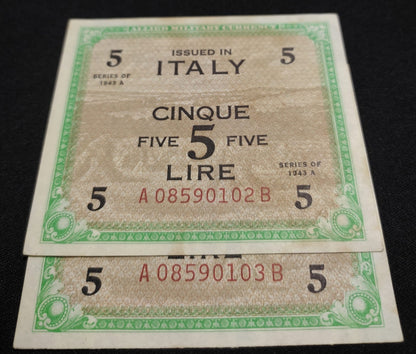 ALLIED MILITARY CURRENCY
5 ISSUED IN 5
ITALY
SERIES OF
1943 A
CINQUE
FIVE 5 FIVE
LIRE
SERIES OF
1943 A
5 A 08590102 B 5
LIRE
5 A 08590103 B 5